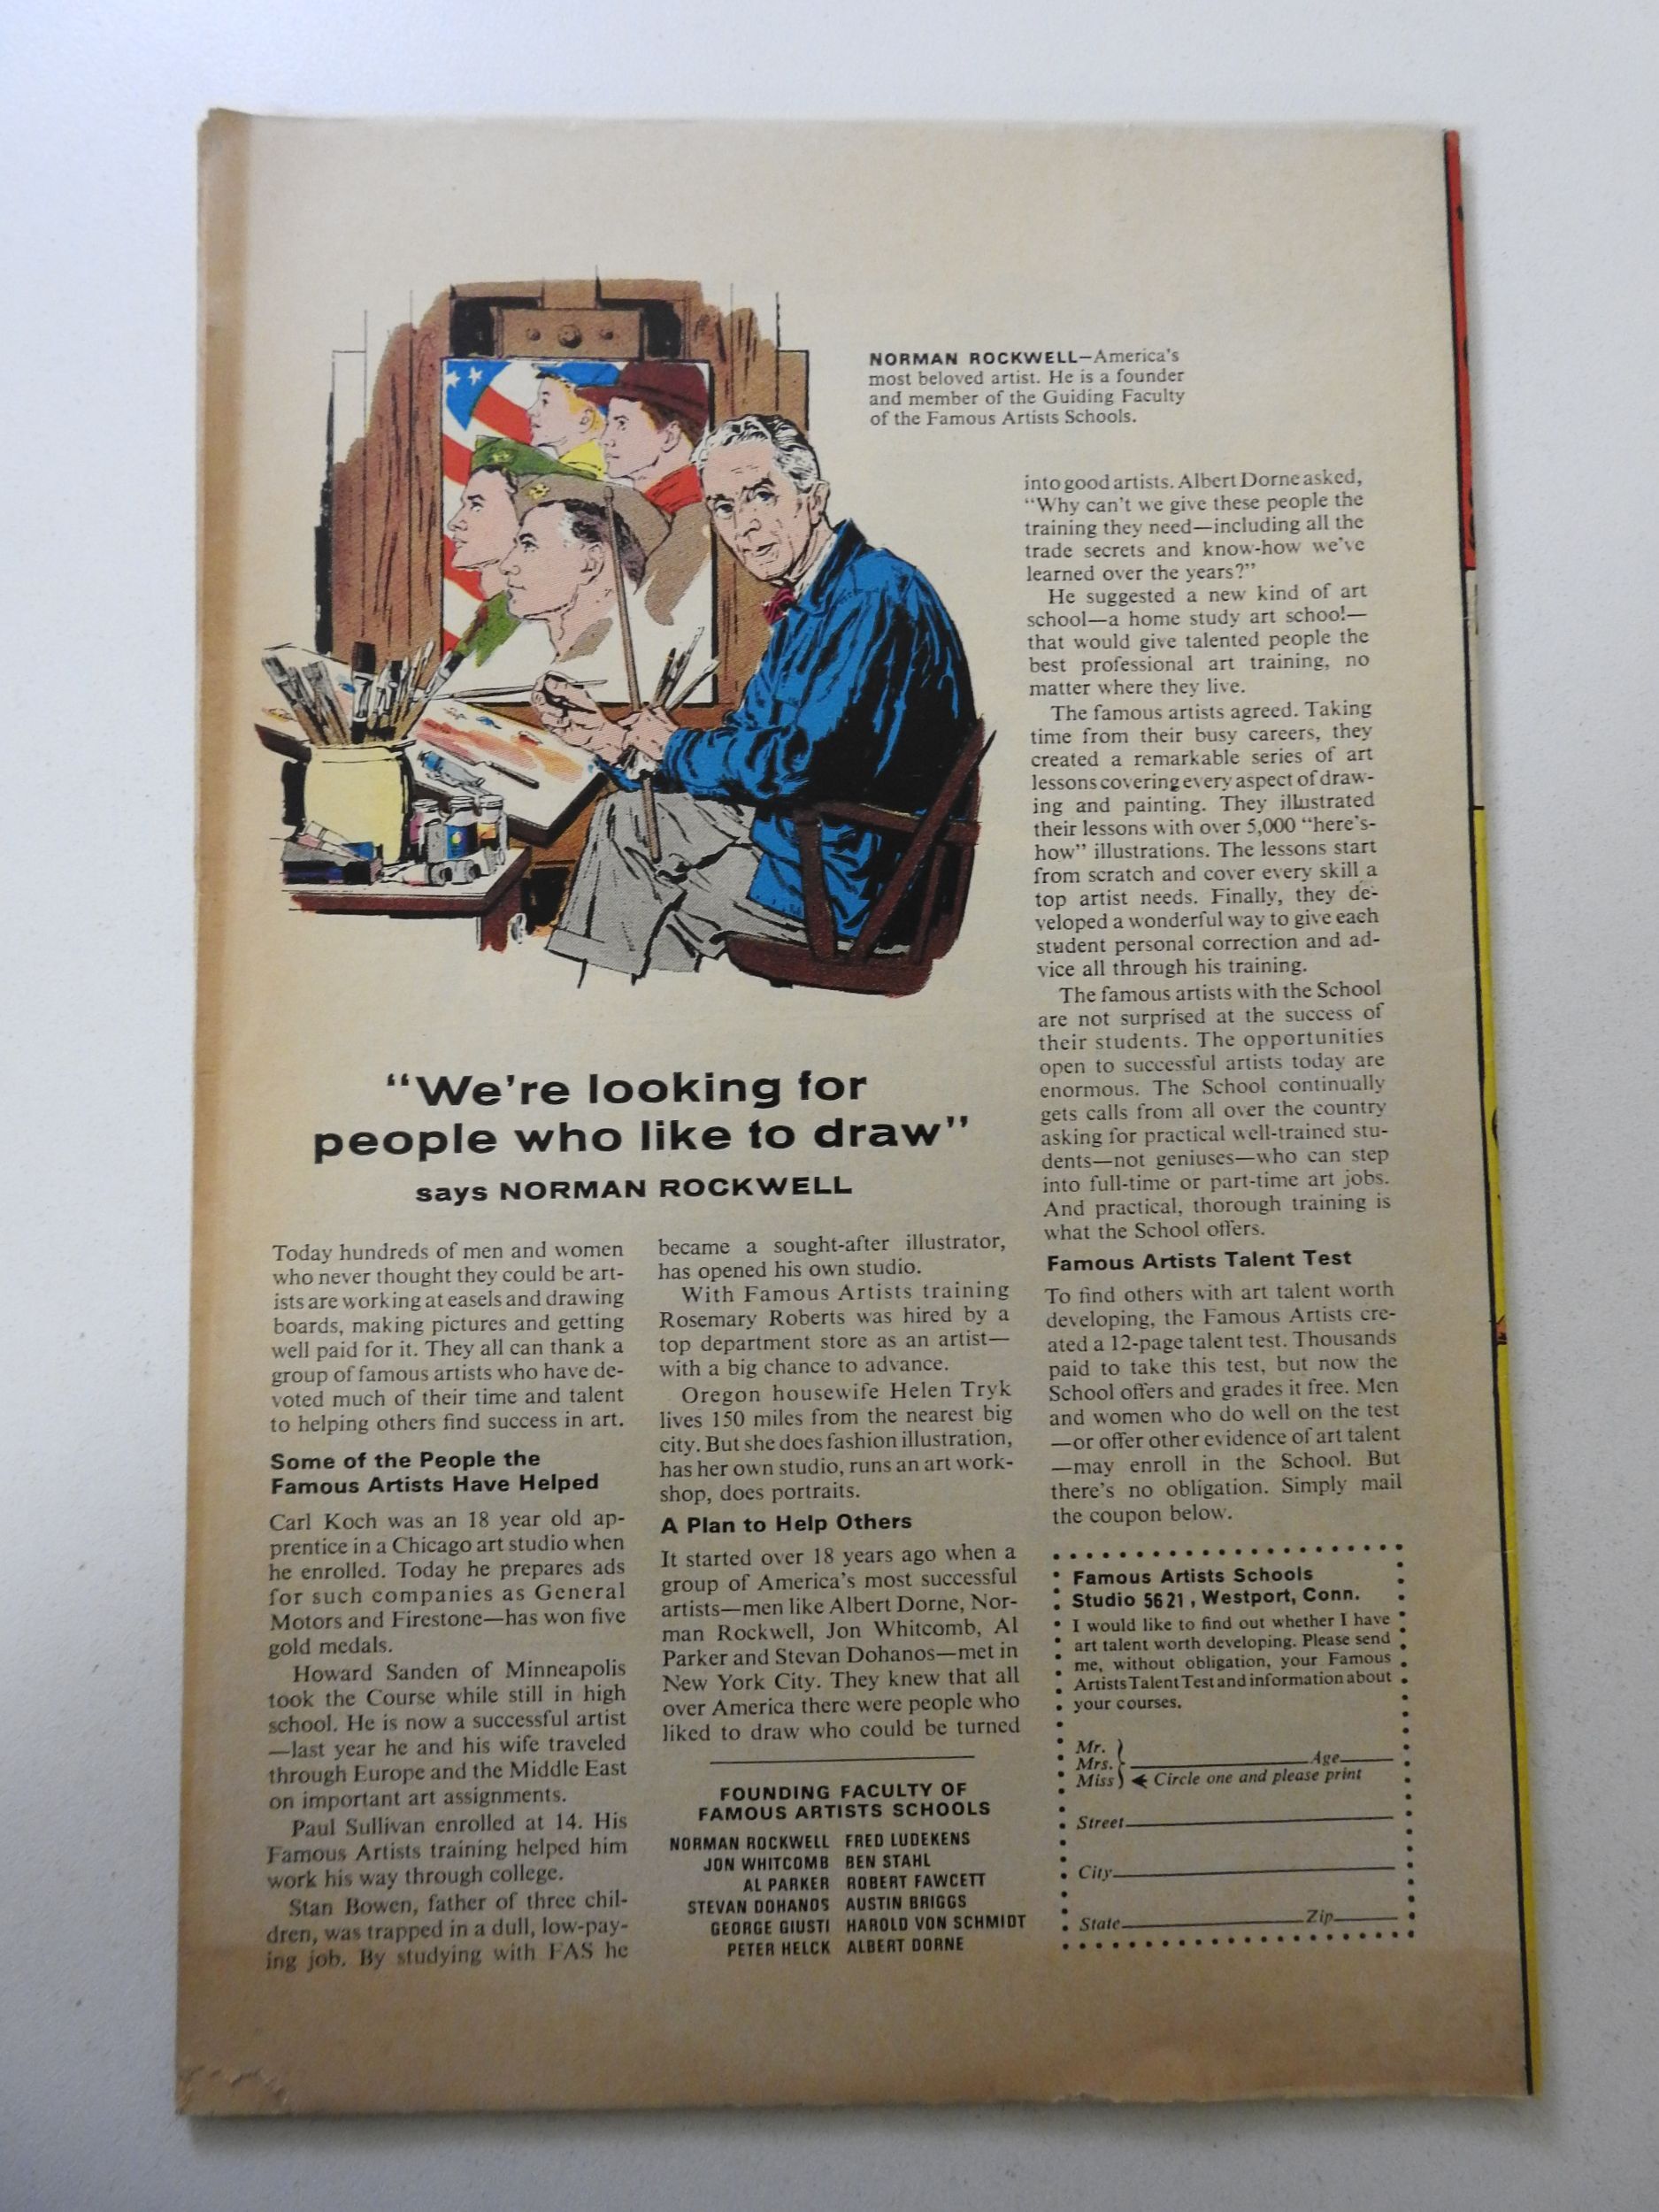 NORMAN ROCKWELL—America's
most beloved artist. He is a founder
and member of the Guiding Faculty
of the Famous Artists Schools.
"We're looking for
people who like to draw"
says NORMAN ROCKWELL
Today hundreds of men and women
who never thought they could be art-
ists are working at easels and drawing
boards, making pictures and getting
well paid for it. They all can thank a
group of famous artists who have de-
voted much of their time and talent
to helping others find success in art.
Some of the People the
Famous Artists Have Helped
Carl Koch was an 18 year old ap-
prentice in a Chicago art studio when
he enrolled. Today he prepares ads
for such companies as General
Motors and Firestone—has won five
gold medals.
Howard Sanden of Minneapolis
took the Course while still in high
school. He is now a successful artist
—last year he and his wife traveled
through Europe and the Middle East
on important art assignments.
Paul Sullivan enrolled at 14. His
Famous Artists training helped him
work his way through college.
Stan Bowen, father of three chil-
dren, was trapped in a dull, low-pay-
ing job. By studying with FAS he
became a sought-after illustrator,
has opened his own studio.
With Famous Artists training
Rosemary Roberts was hired by a
top department store as an artist—
with a big chance to advance.
Oregon housewife Helen Tryk
lives 150 miles from the nearest big
city. But she does fashion illustration,
has her own studio, runs an art work-
shop, does portraits.
A Plan to Help Others
It started over 18 years ago when a
group of America's most successful
artists—men like Albert Dorne, Nor-
man Rockwell, Jon Whitcomb, Al
Parker and Stevan Dohanos—met in
New York City. They knew that all
over America there were people who
liked to draw who could be turned
FOUNDING FACULTY OF
FAMOUS ARTISTS SCHOOLS
NORMAN ROCKWELL FRED LUDEKENS
JON WHITCOMB BEN STAHL
AL PARKER ROBERT FAWCETT
STEVAN DOHANOS AUSTIN BRIGGS
GEORGE GIUSTI HAROLD VON SCHMIDT
PETER HELCK ALBERT DORNE
into good artists. Albert Dorne asked,
"Why can't we give these people the
training they need—including all the
trade secrets and know-how we've
learned over the years?"
He suggested a new kind of art
school—a home study art school—
that would give talented people the
best professional art training, no
matter where they live.
The famous artists agreed. Taking
time from their busy careers, they
created a remarkable series of art
lessons covering every aspect of draw-
ing and painting. They illustrated
their lessons with over 5,000 "here's-
how" illustrations. The lessons start
from scratch and cover every skill a
top artist needs. Finally, they de-
veloped a wonderful way to give each
student personal correction and ad-
vice all through his training.
The famous artists with the School
are not surprised at the success of
their students. The opportunities
open to successful artists today are
enormous. The School continually
gets calls from all over the country
asking for practical well-trained stu-
dents—not geniuses—who can step
into full-time or part-time art jobs.
And practical, thorough training is
what the School offers.
Famous Artists Talent Test
To find others with art talent worth
developing, the Famous Artists cre-
ated a 12-page talent test. Thousands
paid to take this test, but now the
School offers and grades it free. Men
and women who do well on the test
—or offer other evidence of art talent
—may enroll in the School. But
there's no obligation. Simply mail
the coupon below.
Famous Artists Schools
Studio 5621, Westport, Conn.
I would like to find out whether I have
art talent worth developing. Please send
me, without obligation, your Famous
Artists Talent Test and information about
your courses.
Mr.
Mrs. Age
Miss Circle one and please print
Street
City
State Zip